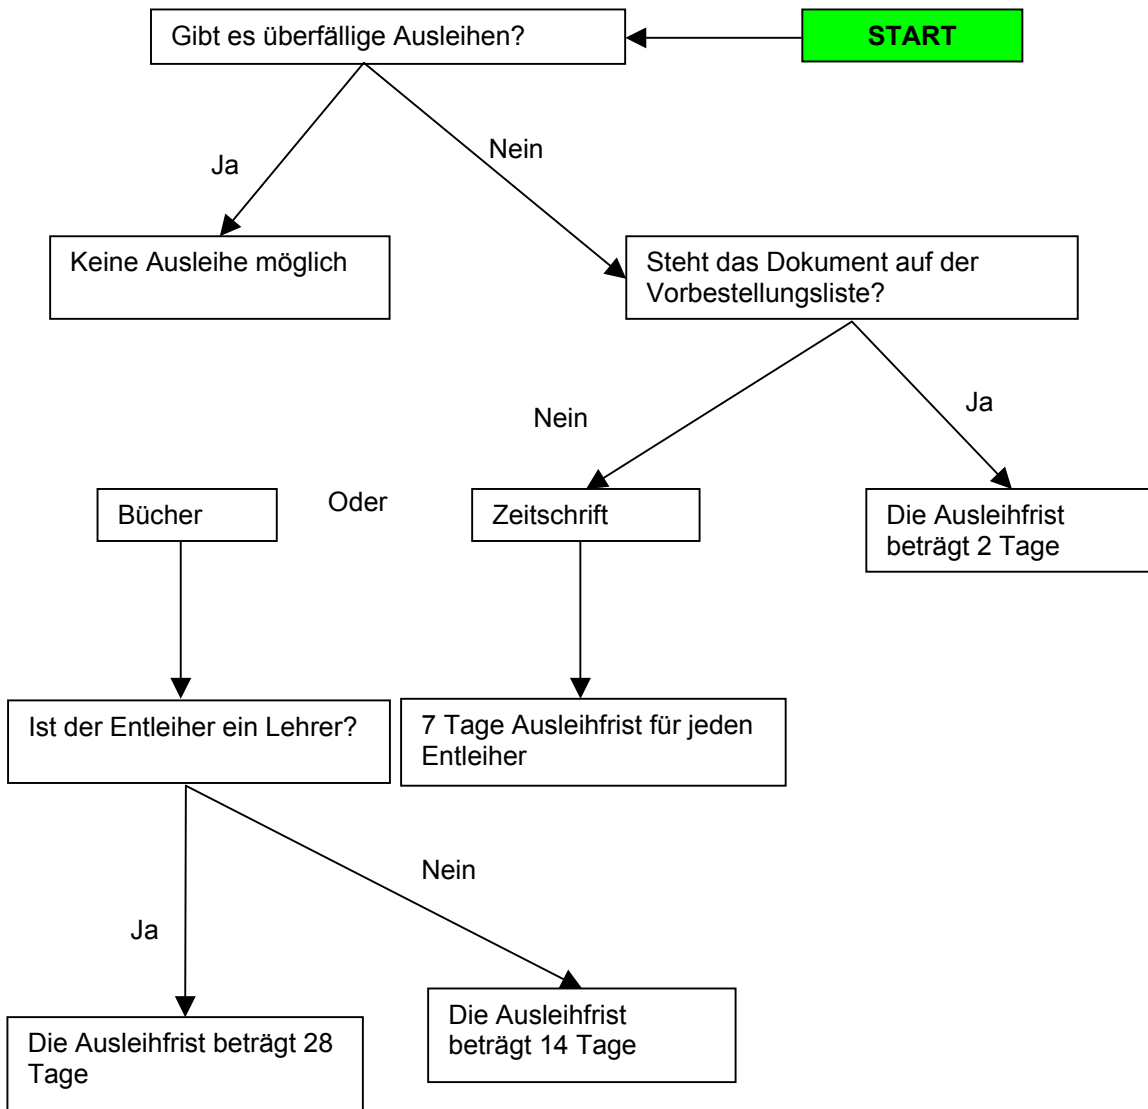 Gibt es überfällige Ausleihen?
START
Ja
Nein
Keine Ausleihe möglich
Steht das Dokument auf der
Vorbestellungsliste?
Nein
Ja
Bücher
Oder
Zeitschrift
Die Ausleihfrist
beträgt 2 Tage
Ist der Entleiher ein Lehrer?
7 Tage Ausleihfrist für jeden
Entleiher
Nein
Ja
Die Ausleihfrist beträgt 28
Tage
Die Ausleihfrist
beträgt 14 Tage